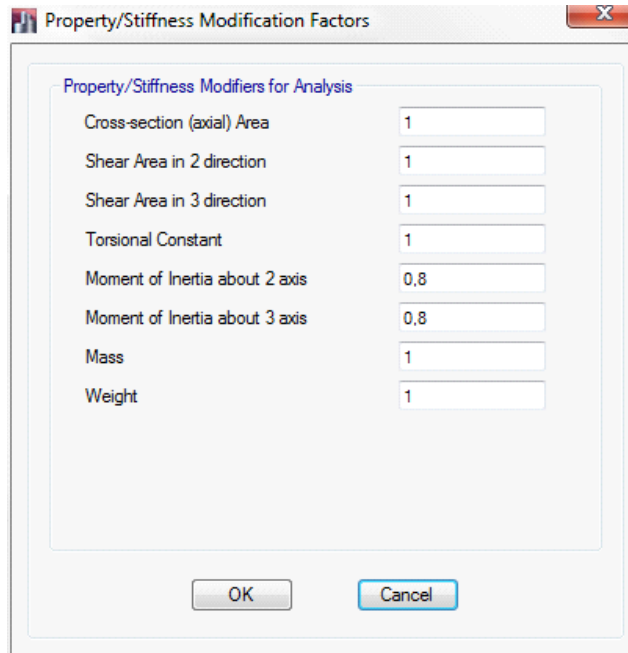 Property/Stiffness Modification Factors
Property/Stiffness Modifiers for Analysis
Cross-section (axial) Area 1
Shear Area in 2 direction 1
Shear Area in 3 direction 1
Torsional Constant 1
Moment of Inertia about 2 axis 0,8
Moment of Inertia about 3 axis 0,8
Mass 1
Weight 1
OK Cancel